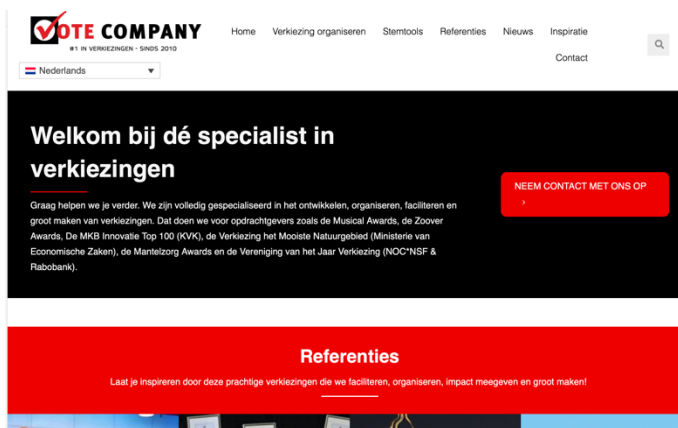 VOTE COMPANY
#1 IN VERKIEZINGEN - SINDS 2010
Home Verkiezing organiseren Stemtools Referenties Nieuws Inspiratie
Contact
Nederlands
Welkom bij dé specialist in
verkiezingen
Graag helpen we je verder. We zijn volledig gespecialiseerd in het ontwikkelen, organiseren, faciliteren en
groot maken van verkiezingen. Dat doen we voor opdrachtgevers zoals de Musical Awards, de Zoover
Awards, De MKB Innovatie Top 100 (KVK), de Verkiezing het Mooiste Natuurgebied (Ministerie van
Economische Zaken), de Mantelzorg Awards en de Vereniging van het Jaar Verkiezing (NOC*NSF &
Rabobank).
NEEM CONTACT MET ONS OP
›
Referenties
Laat je inspireren door deze prachtige verkiezingen die we faciliteren, organiseren, impact meegeven en groot maken!